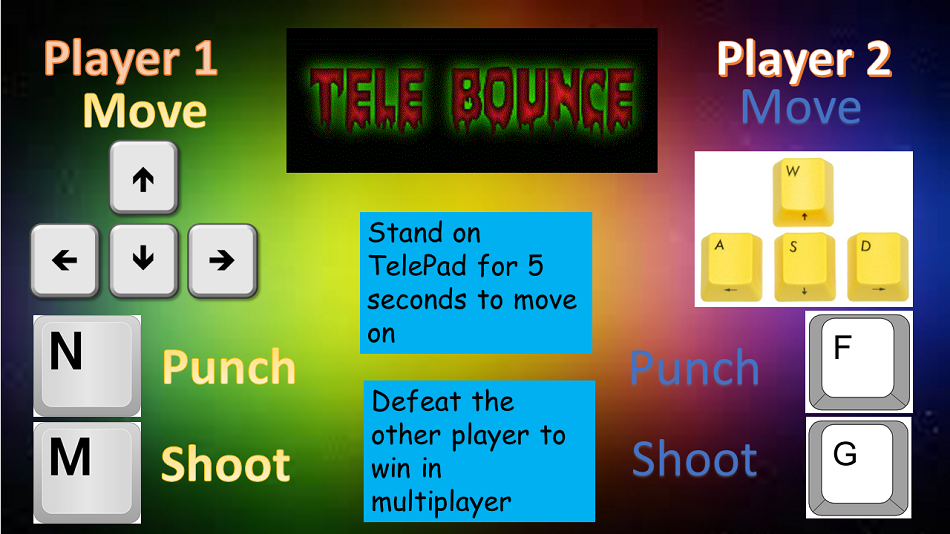 Player 1
Move
↑
← ↓ →
N
Punch
M
Shoot
TELE BOUNCE
Stand on
TelePad for 5
seconds to move
on
Defeat the
other player to
win in
multiplayer
Player 2
Move
W
↑
A S D
← ↓ →
Punch
F
Shoot
G